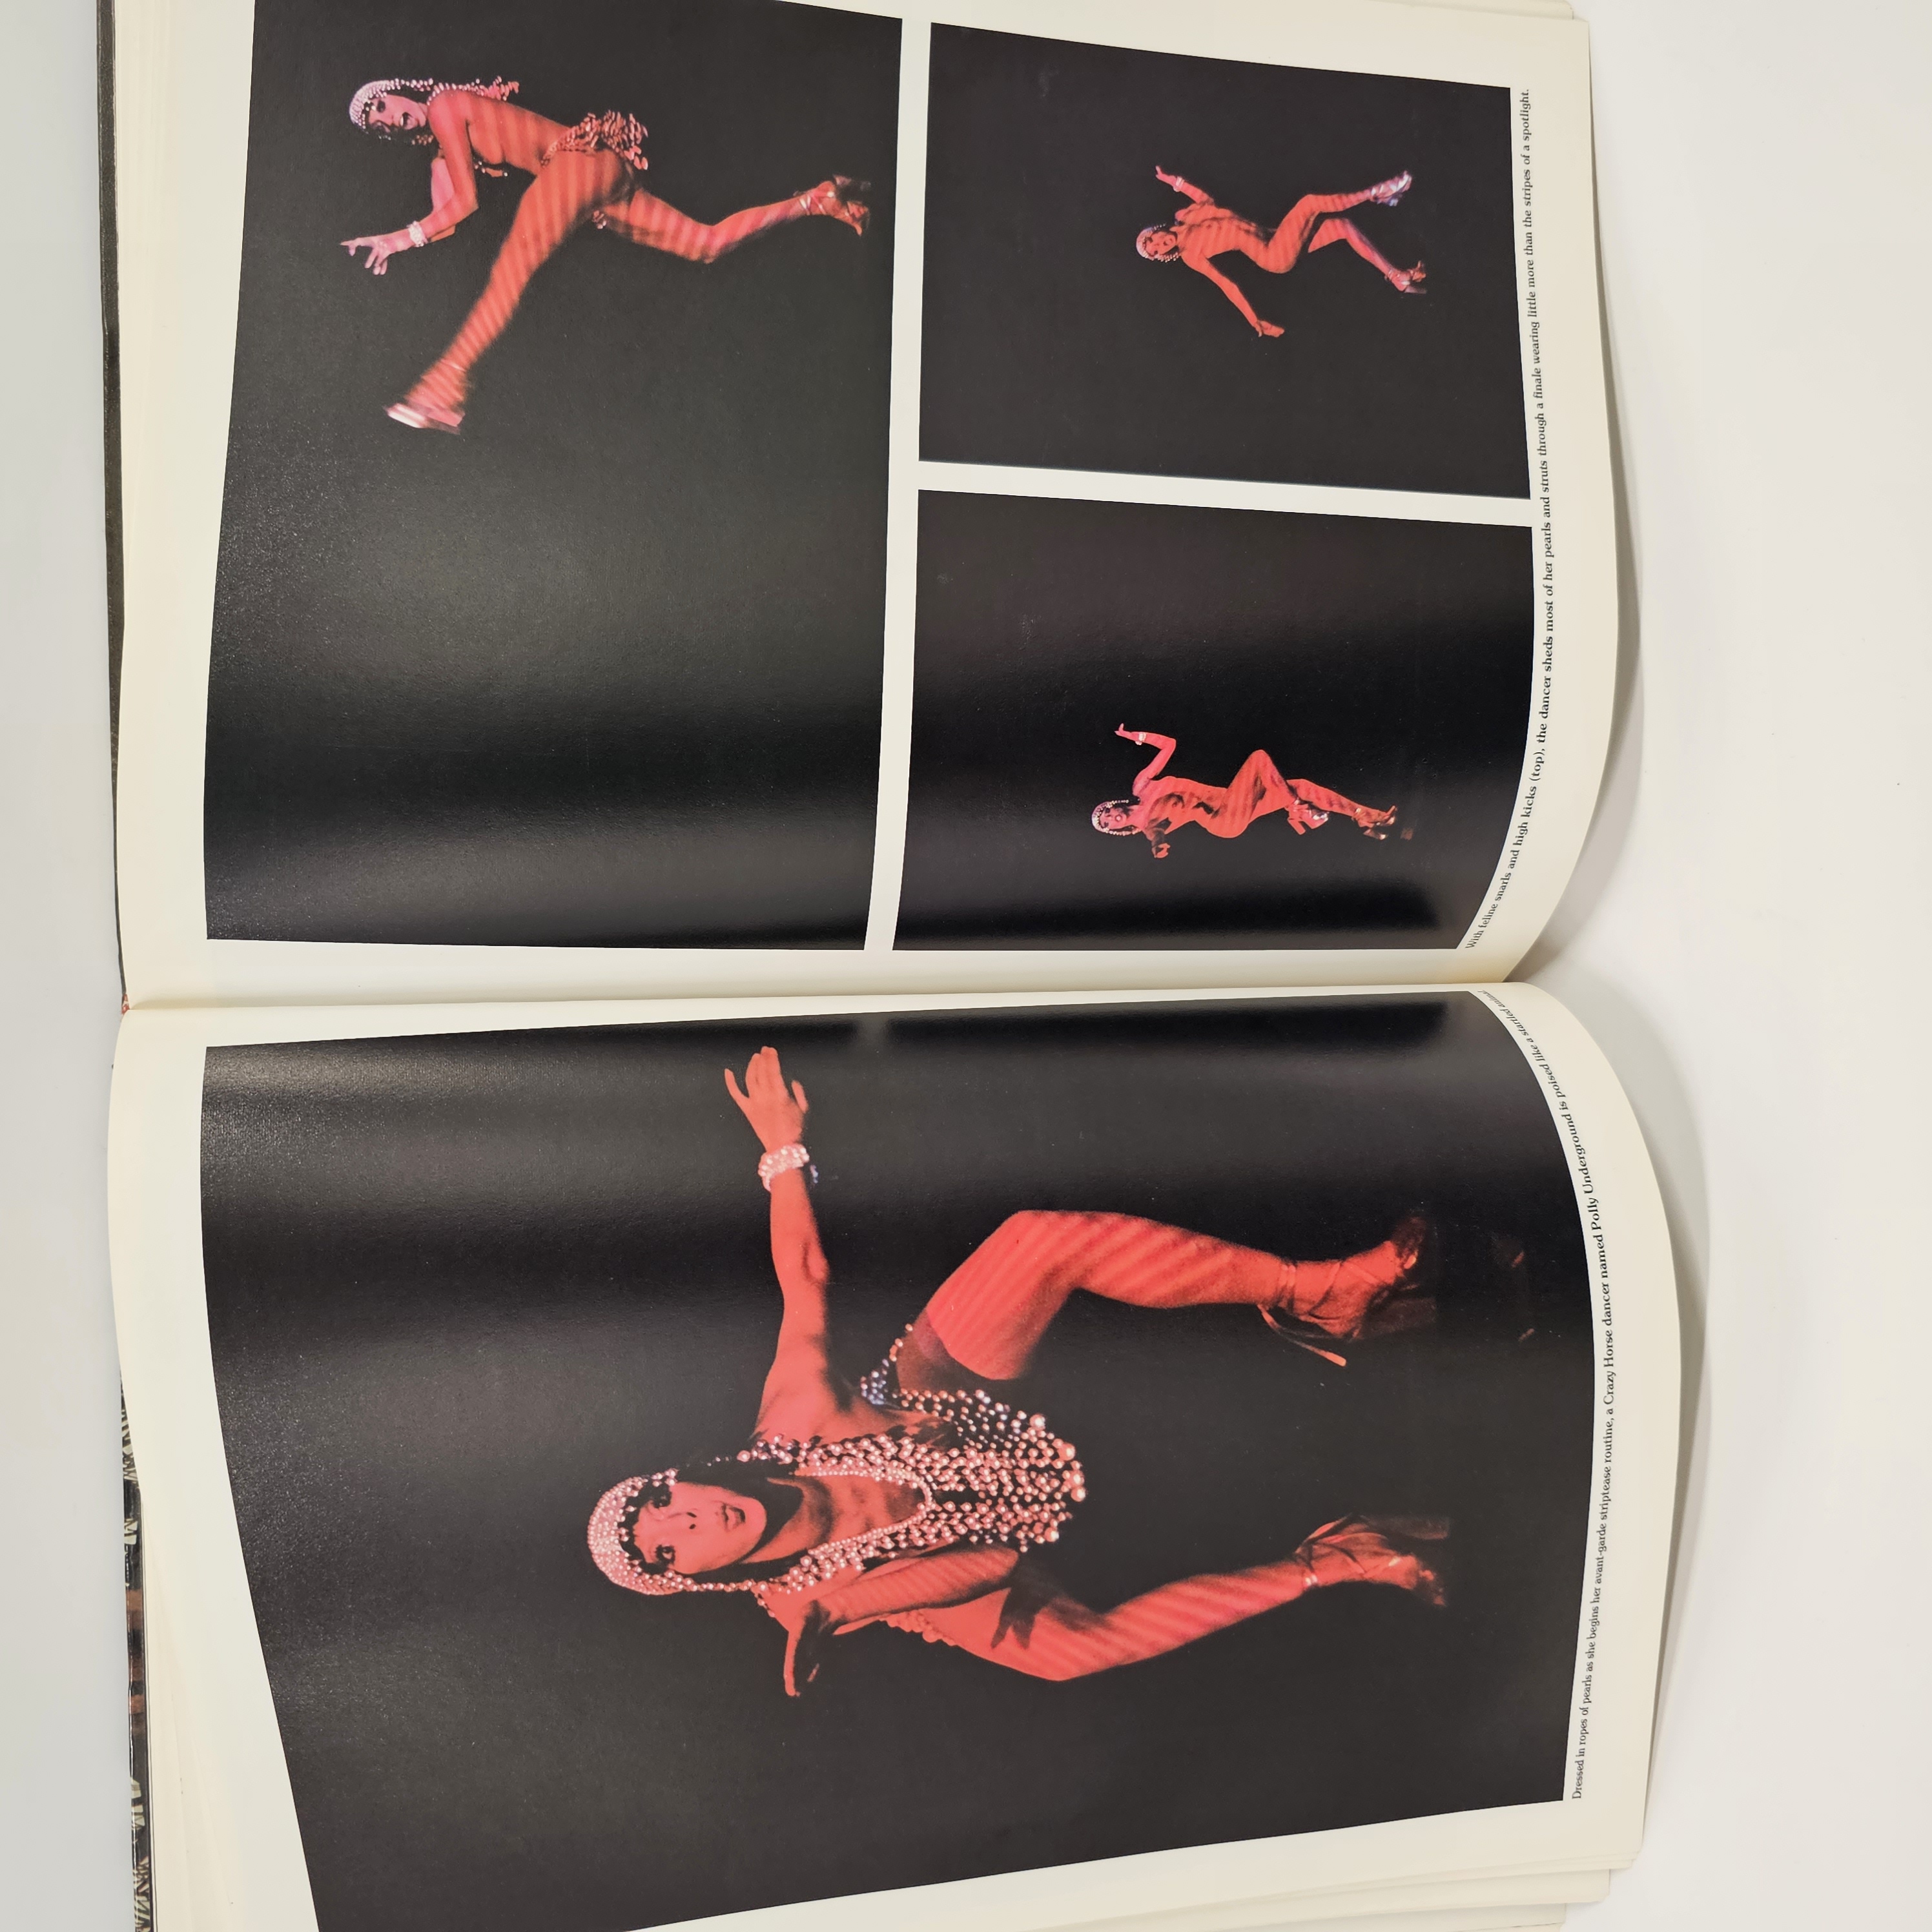 Dressed in ropes of pearls as she begins her avant-garde striptease routine, a Crazy Horse dancer named Polly Underground is poised like a startled animal.
With feline snarls and high kicks (top), the dancer sheds most of her pearls and struts through a finale wearing little more than the stripes of a spotlight.